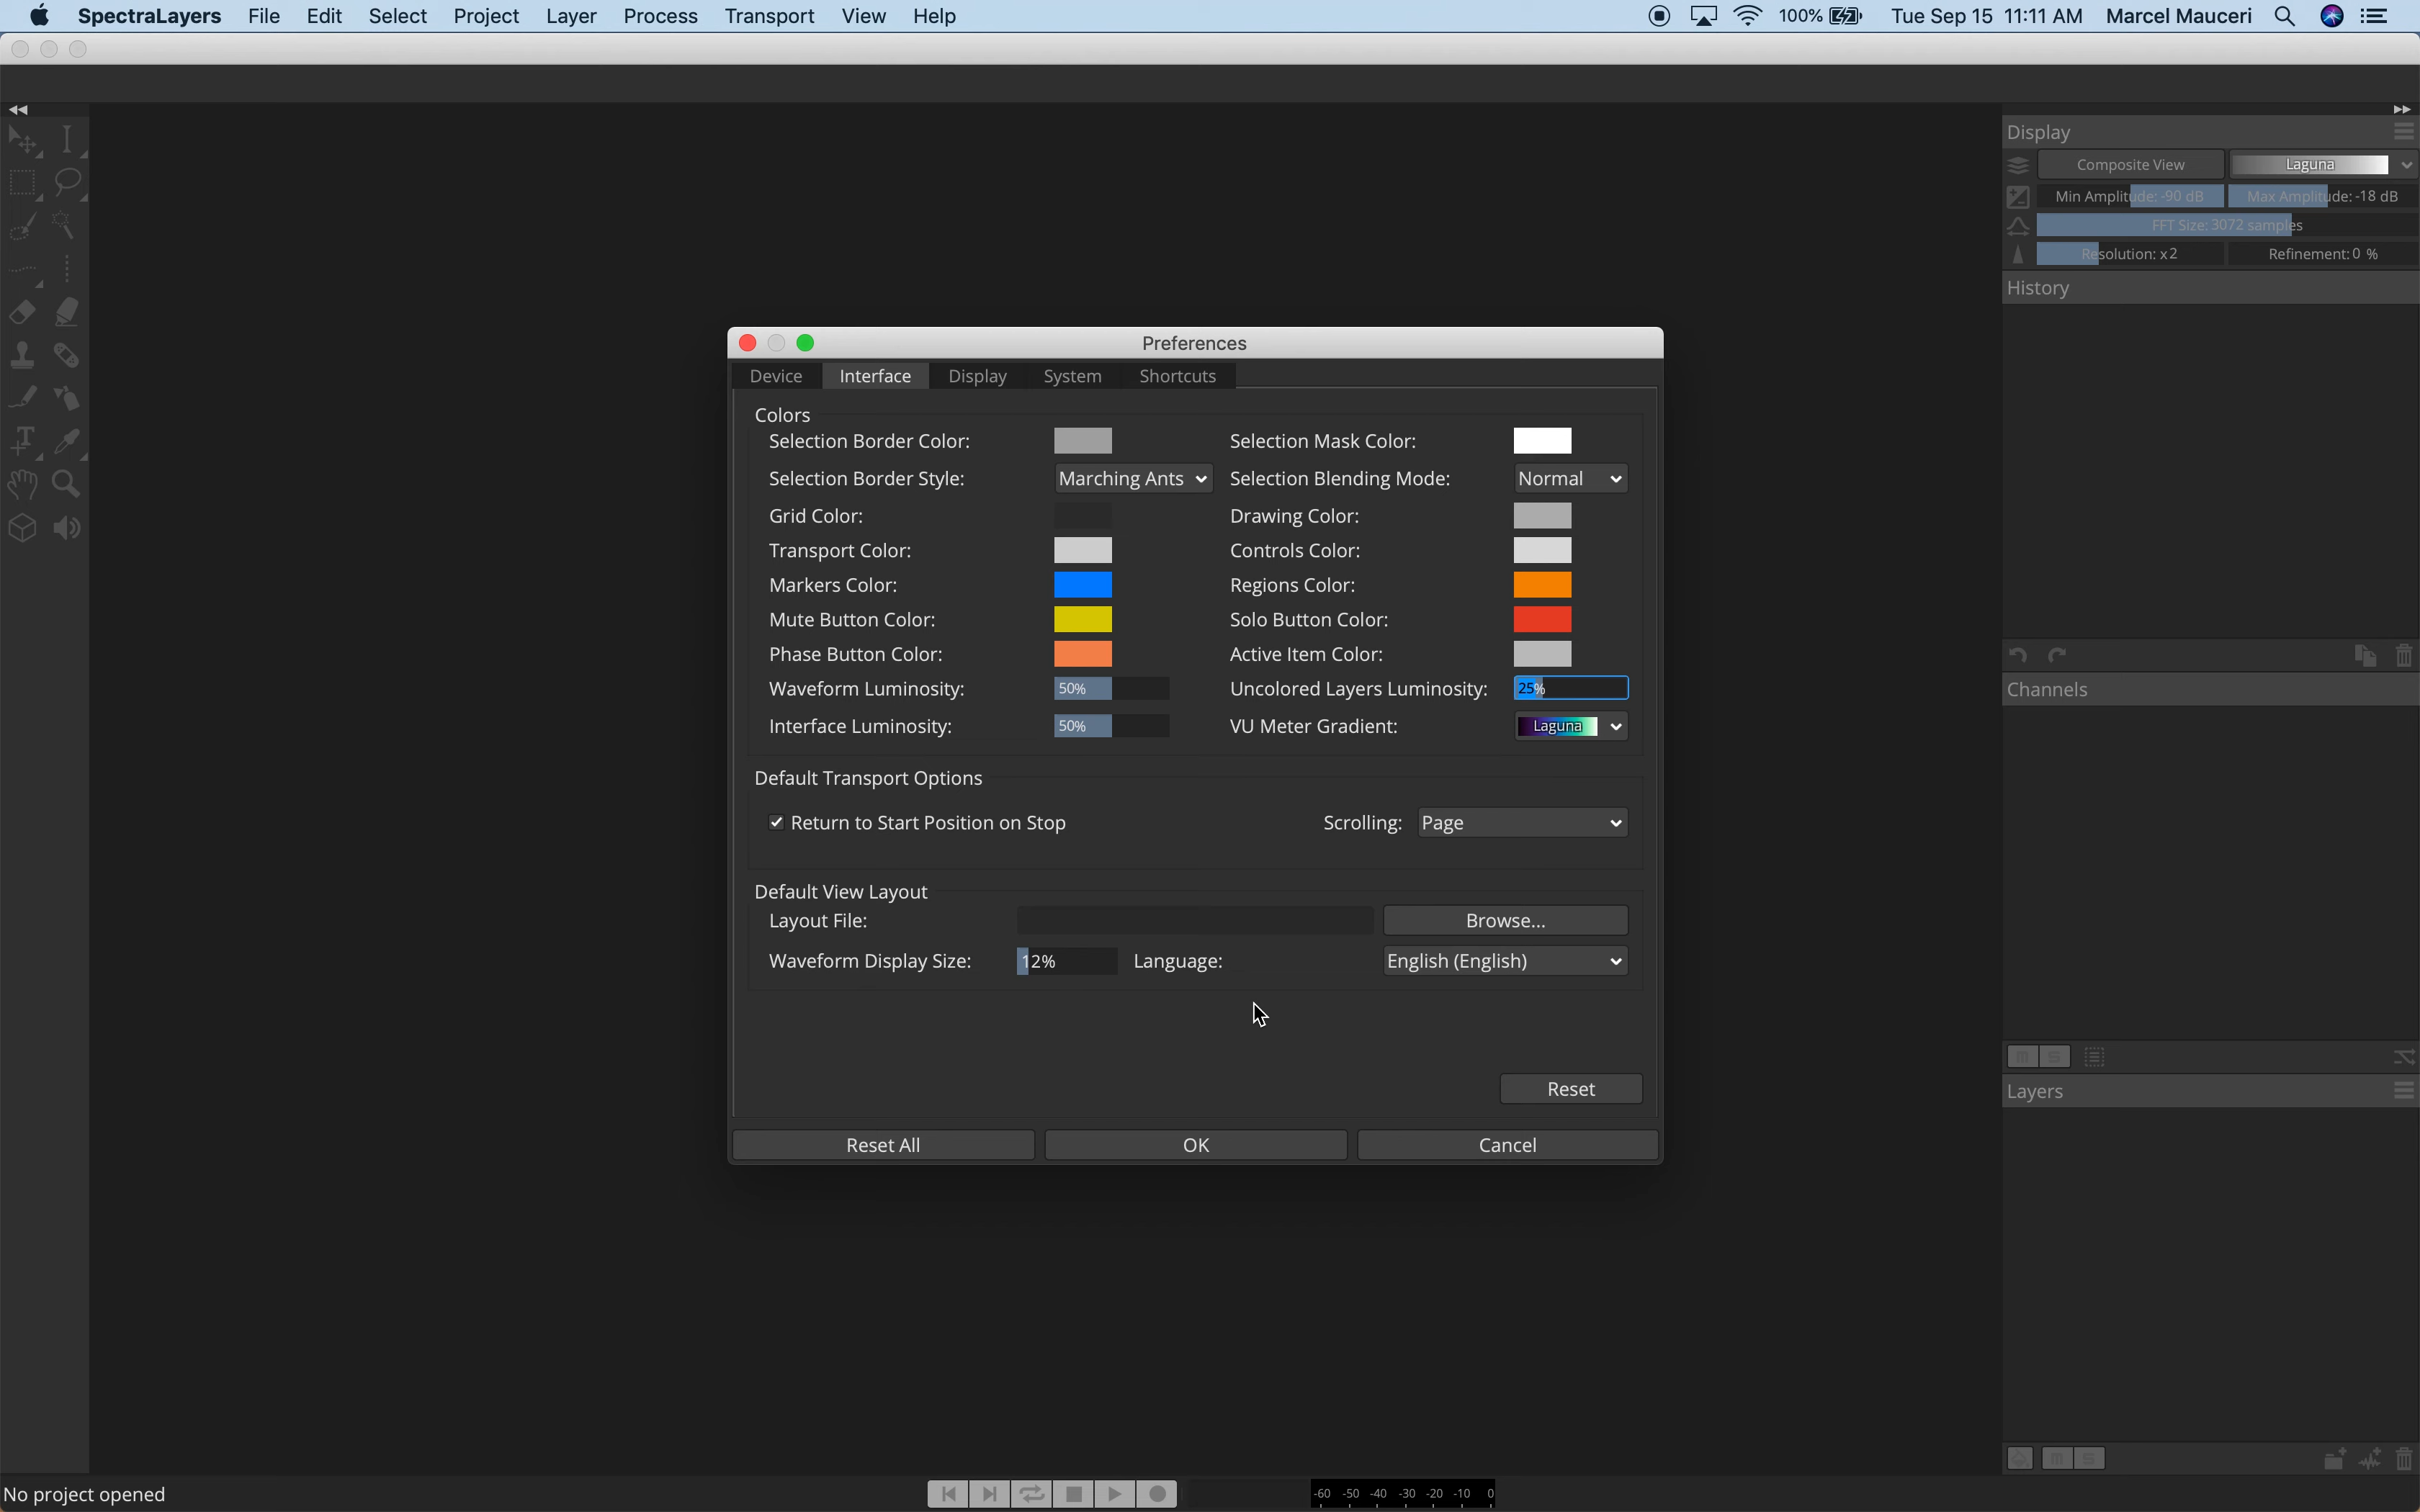 SpectraLayers File Edit Select Project Layer Process Transport View Help 100% Tue Sep 15 11:11 AM Marcel Mauceri
Display
Composite View Laguna
Min Amplitude: -90 dB Max Amplitude: -18 dB
FFT Size: 3072 samples
Resolution: x2 Refinement: 0 %
History
Preferences
Device Interface Display System Shortcuts
Colors
Selection Border Color: Selection Mask Color:
Selection Border Style: Marching Ants Selection Blending Mode: Normal
Grid Color: Drawing Color:
Transport Color: Controls Color:
Markers Color: Regions Color:
Mute Button Color: Solo Button Color:
Phase Button Color: Active Item Color:
Waveform Luminosity: 50% Uncolored Layers Luminosity: 25%
Interface Luminosity: 50% VU Meter Gradient: Laguna
Default Transport Options
Return to Start Position on Stop Scrolling: Page
Default View Layout
Layout File: Browse...
Waveform Display Size: 12% Language: English (English)
Reset
Reset All OK Cancel
Channels
M S
Layers
M S
No project opened
-60 -50 -40 -30 -20 -10 0